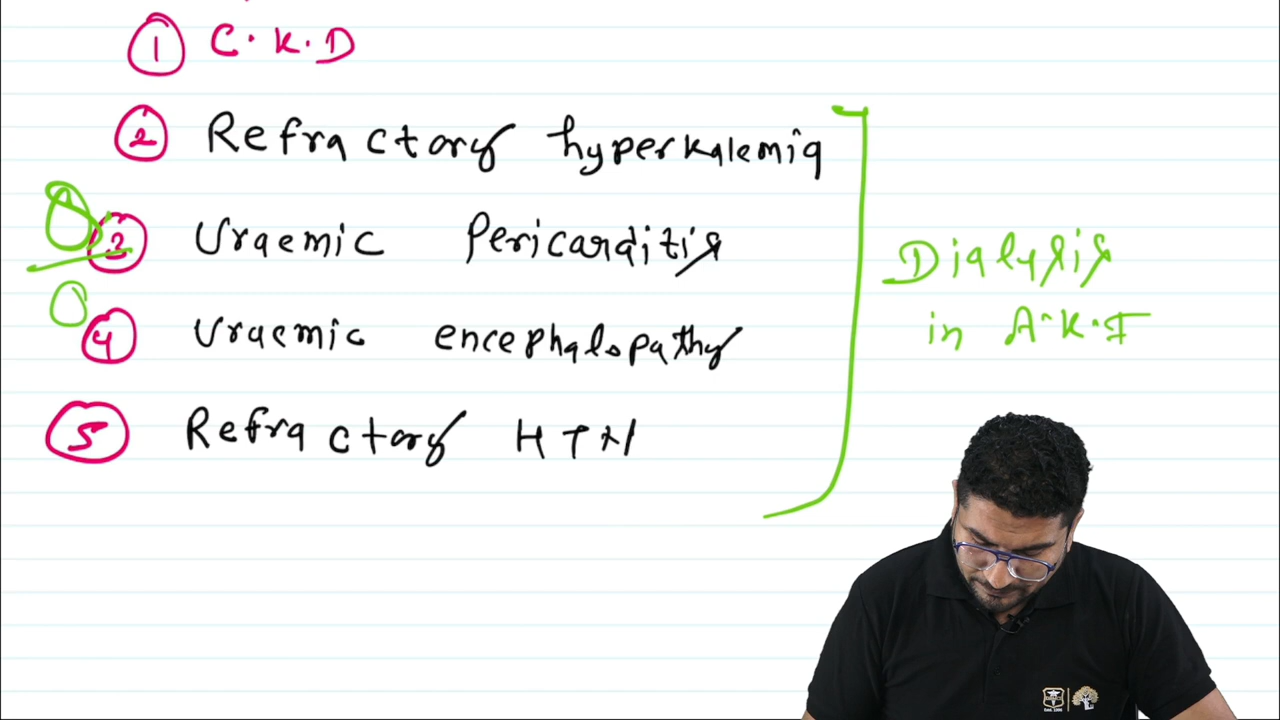 1 C.K.D
2 Refractory hyperkalemia
3 Uraemic Pericarditis
4 Uraemic encephalopathy
5 Refractory HTN
Dialysis
in A.K.I